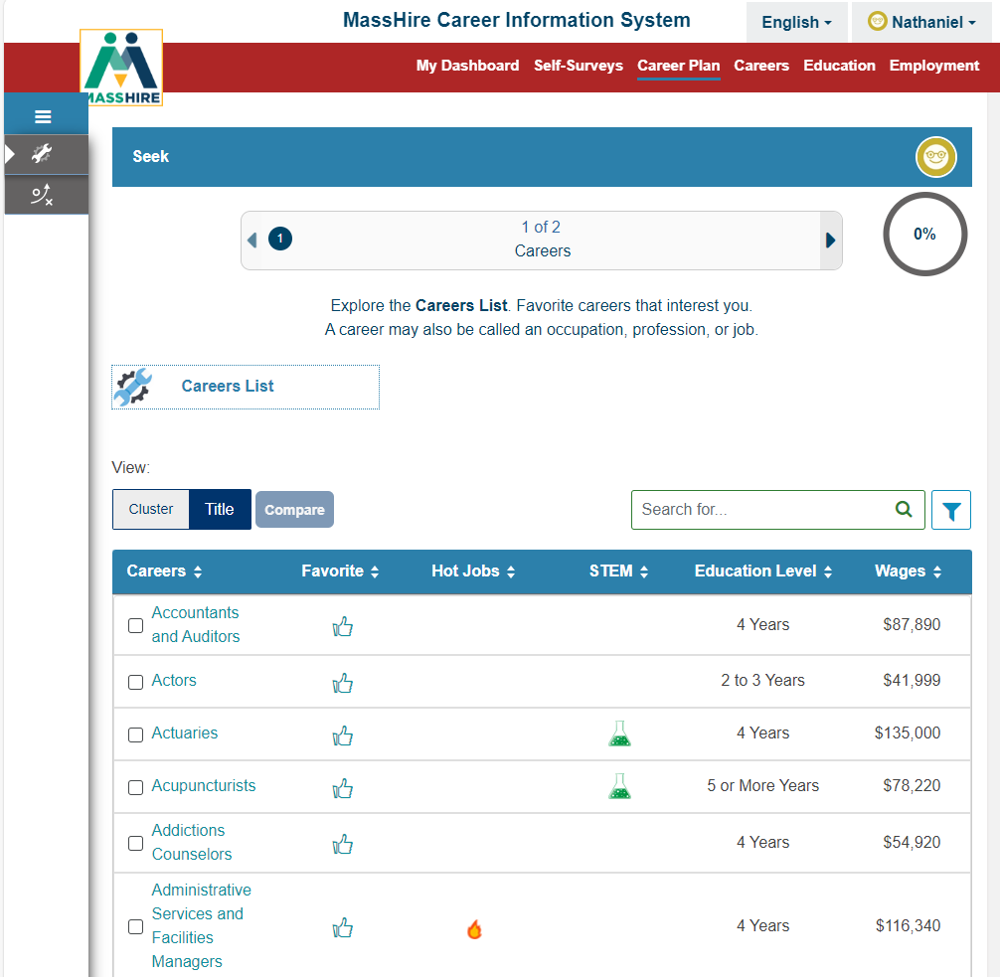 MassHire Career Information System
English
Nathaniel
MASSHIRE
My Dashboard Self-Surveys Career Plan Careers Education Employment
Seek
1
1 of 2
Careers
0%
Explore the Careers List. Favorite careers that interest you.
A career may also be called an occupation, profession, or job.
Careers List
View:
Cluster Title Compare
Search for...
Careers Favorite Hot Jobs STEM Education Level Wages
Accountants
and Auditors
4 Years $87,890
Actors 2 to 3 Years $41,999
Actuaries 4 Years $135,000
Acupuncturists 5 or More Years $78,220
Addictions
Counselors
4 Years $54,920
Administrative
Services and
Facilities
Managers
4 Years $116,340